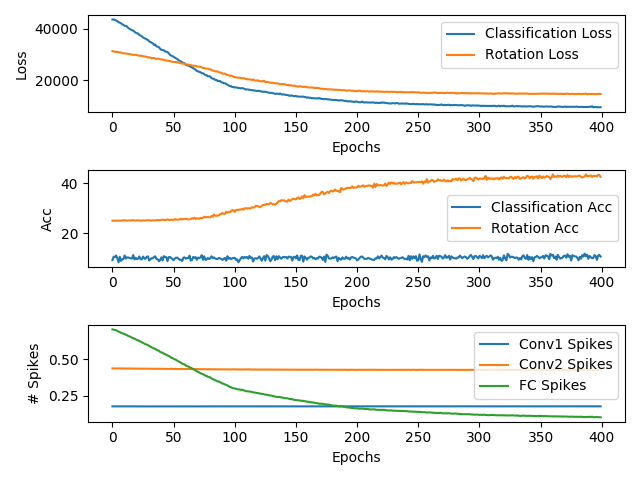 40000
20000
Loss
Classification Loss
Rotation Loss
0 50 100 150 200 250 300 350 400
Epochs
40
20
Acc
Classification Acc
Rotation Acc
0 50 100 150 200 250 300 350 400
Epochs
0.50
0.25
# Spikes
Conv1 Spikes
Conv2 Spikes
FC Spikes
0 50 100 150 200 250 300 350 400
Epochs